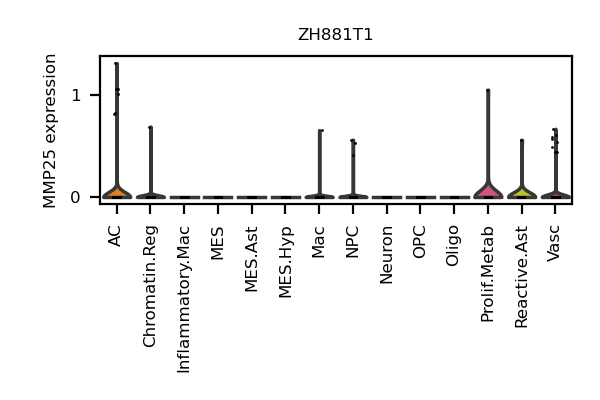 ZH881T1
MMP25 expression
1
0
AC
Chromatin.Reg
Inflammatory.Mac
MES
MES.Ast
MES.Hyp
Mac
NPC
Neuron
OPC
Oligo
Prolif.Metab
Reactive.Ast
Vasc